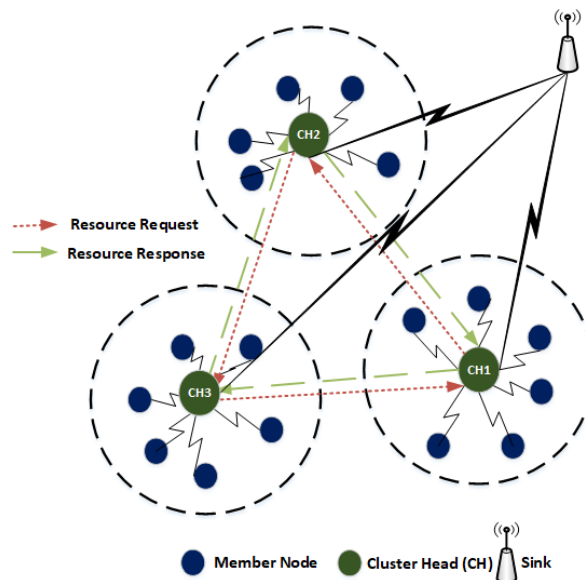 CH2
Resource Request
Resource Response
CH1
CH3
Member Node
Cluster Head (CH)
Sink